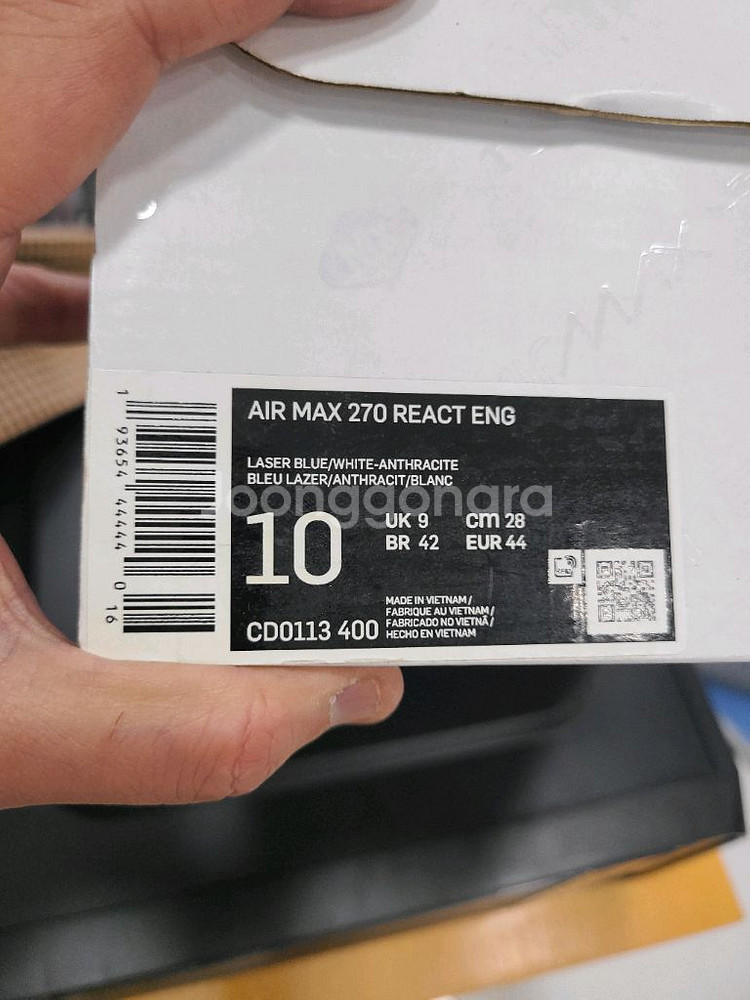 AIR MAX 270 REACT ENG
LASER BLUE/WHITE-ANTHRACITE
BLEU LAZER/ANTHRACIT/BLANC
joonggonara
10
UK 9 cm 28
BR 42 EUR 44
MADE IN VIETNAM /
FABRIQUE AU VIETNAM /
FABRICADO NO VIETNÃ /
HECHO EN VIETNAM
CD0113 400
1 93654 44444 0 16